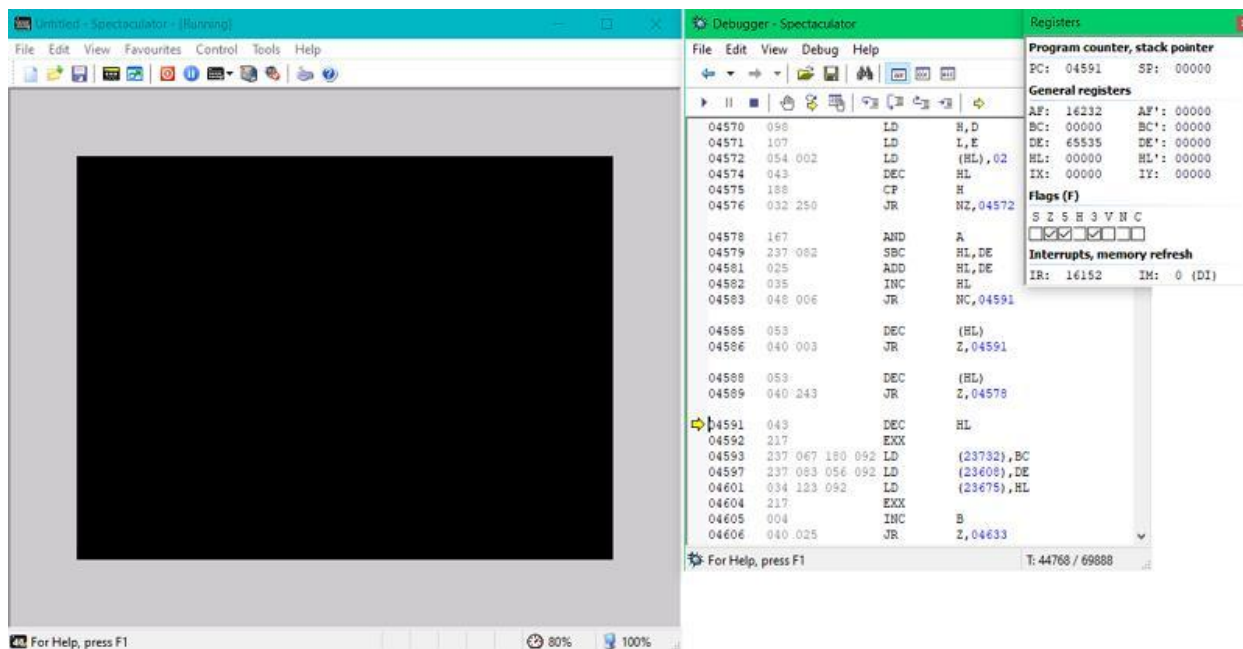 Untitled - Spectaculator - [Running]
File Edit View Favourites Control Tools Help
For Help, press F1
80%
100%
Debugger - Spectaculator
File Edit View Debug Help
04570 098 LD H,D
04571 107 LD L,E
04572 054 002 LD (HL),02
04574 043 DEC HL
04575 188 CP H
04576 032 250 JR NZ,04572
04578 167 AND A
04579 237 082 SBC HL,DE
04581 025 ADD HL,DE
04582 035 INC HL
04583 048 006 JR NC,04591
04585 053 DEC (HL)
04586 040 003 JR Z,04591
04588 053 DEC (HL)
04589 040 243 JR Z,04578
04591 043 DEC HL
04592 217 EXX
04593 237 067 180 092 LD (23732),BC
04597 237 083 056 092 LD (23608),DE
04601 034 123 092 LD (23675),HL
04604 217 EXX
04605 004 INC B
04606 040 025 JR Z,04633
For Help, press F1
T: 44768 / 69888
Registers
Program counter, stack pointer
PC: 04591 SP: 00000
General registers
AF: 16232 AF': 00000
BC: 00000 BC': 00000
DE: 65535 DE': 00000
HL: 00000 HL': 00000
IX: 00000 IY: 00000
Flags (F)
S Z 5 H 3 V N C
Interrupts, memory refresh
IR: 16152 IM: 0 (DI)